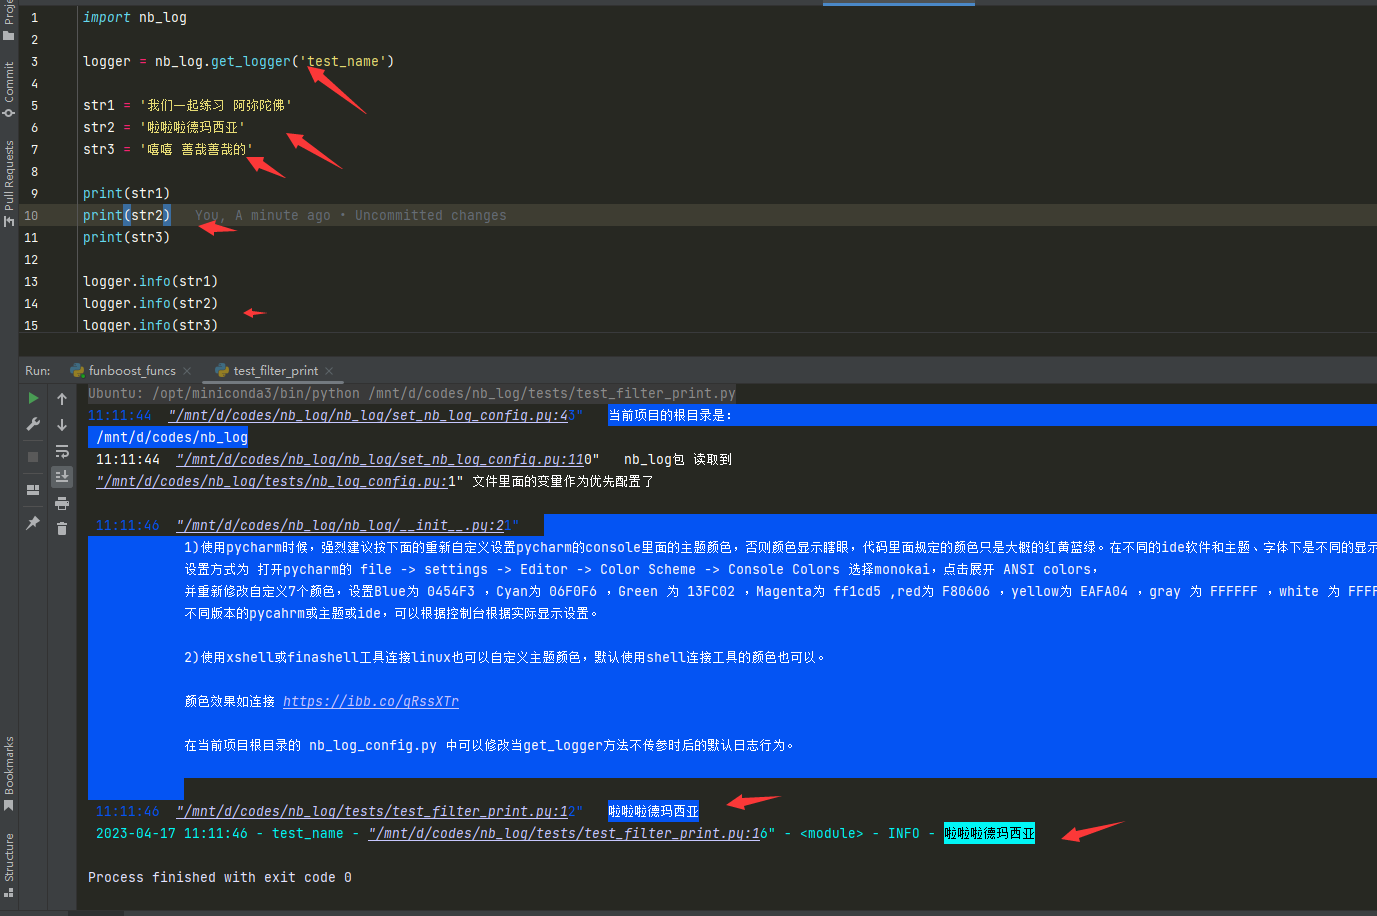 Proje
Commit
Pull Requests
Bookmarks
Structure
1 import nb_log
2
3 logger = nb_log.get_logger('test_name')
4
5 str1 = '我们一起练习 阿弥陀佛'
6 str2 = '啦啦啦德玛西亚'
7 str3 = '嘻嘻 善哉善哉的'
8
9 print(str1)
10 print(str2) You, A minute ago • Uncommitted changes
11 print(str3)
12
13 logger.info(str1)
14 logger.info(str2)
15 logger.info(str3)
Run: funboost_funcs × test_filter_print ×
Ubuntu: /opt/miniconda3/bin/python /mnt/d/codes/nb_log/tests/test_filter_print.py
11:11:44 "/mnt/d/codes/nb_log/nb_log/set_nb_log_config.py:43" 当前项目的根目录是:
/mnt/d/codes/nb_log
11:11:44 "/mnt/d/codes/nb_log/nb_log/set_nb_log_config.py:110" nb_log包 读取到
"/mnt/d/codes/nb_log/tests/nb_log_config.py:1" 文件里面的变量作为优先配置了
11:11:46 "/mnt/d/codes/nb_log/nb_log/__init__.py:21"
1)使用pycharm时候，强烈建议按下面的重新自定义设置pycharm的console里面的主题颜色，否则颜色显示瞎眼，代码里面规定的颜色只是大概的红黄蓝绿。在不同的ide软件和主题、字体下是不同的显示
设置方式为 打开pycharm的 file -> settings -> Editor -> Color Scheme -> Console Colors 选择monokai，点击展开 ANSI colors，
并重新修改自定义7个颜色，设置Blue为 0454F3 ，Cyan为 06F0F6 ，Green 为 13FC02 ，Magenta为 ff1cd5 ,red为 F80606 ，yellow为 EAFA04 ，gray 为 FFFFFF ，white 为 FFFF
不同版本的pycahrm或主题或ide，可以根据控制台根据实际显示设置。
2)使用xshell或finashell工具连接linux也可以自定义主题颜色，默认使用shell连接工具的颜色也可以。
颜色效果如连接 https://ibb.co/qRssXTr
在当前项目根目录的 nb_log_config.py 中可以修改当get_logger方法不传参时后的默认日志行为。
11:11:46 "/mnt/d/codes/nb_log/tests/test_filter_print.py:12" 啦啦啦德玛西亚
2023-04-17 11:11:46 - test_name - "/mnt/d/codes/nb_log/tests/test_filter_print.py:16" - <module> - INFO - 啦啦啦德玛西亚
Process finished with exit code 0